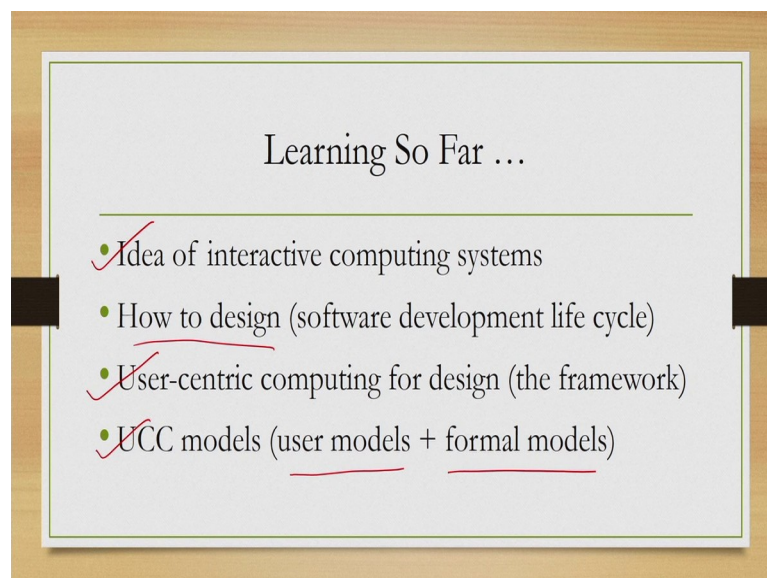 Learning So Far …
• Idea of interactive computing systems
• How to design (software development life cycle)
• User-centric computing for design (the framework)
• UCC models (user models + formal models)